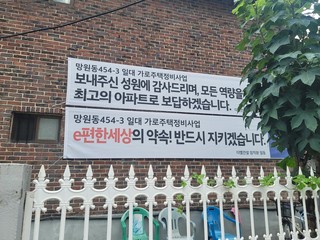 망원동454-3 일대 가로주택정비사업
보내주신 성원에 감사드리며, 모든 역량을
최고의 아파트로 보답하겠습니다.
망원동454-3 일대 가로주택정비사업
e편한세상의 약속! 반드시 지키겠습니다.